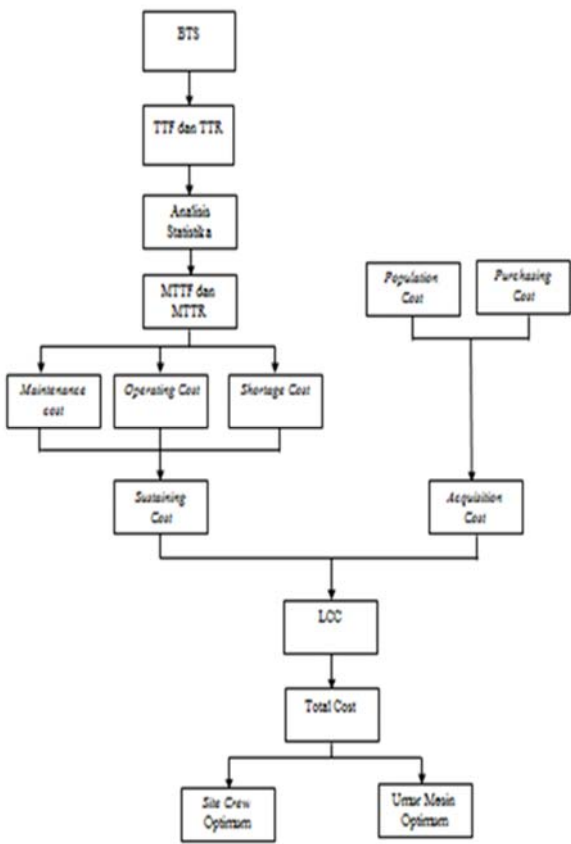 BTS
TTF dan TTR
Analisis
Statistika
MTTF dan
MTTR
Population
Cost
Purchasing
Cost
Maintenance
cost
Operating Cost
Shortage Cost
Sustaining
Cost
Acquisition
Cost
LCC
Total Cost
Site Crew
Optimum
Umur Mesin
Optimum